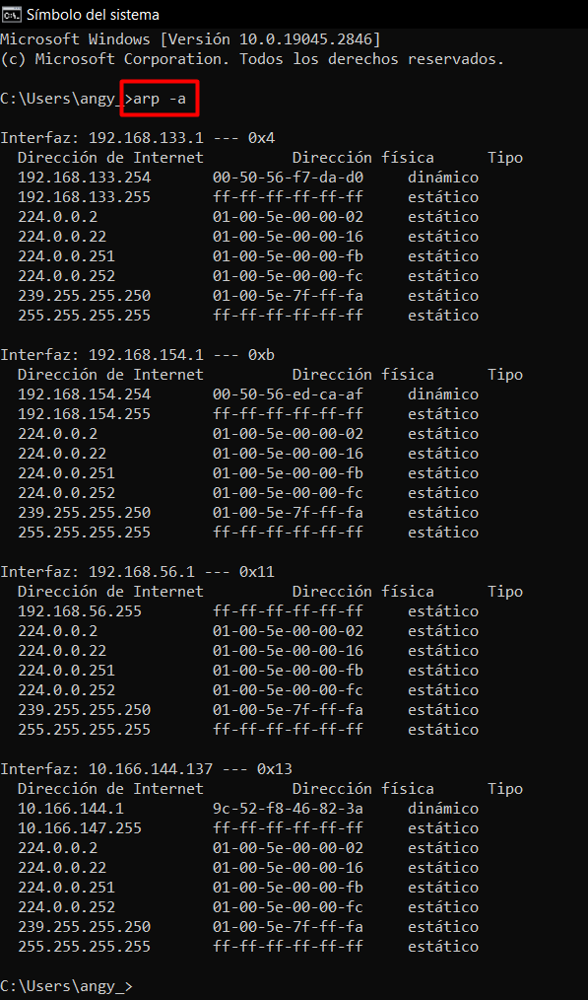 Símbolo del sistema
Microsoft Windows [Versión 10.0.19045.2846]
(c) Microsoft Corporation. Todos los derechos reservados.
C:\Users\angy_>arp -a
Interfaz: 192.168.133.1 --- 0x4
  Dirección de Internet          Dirección física      Tipo
  192.168.133.254       00-50-56-f7-da-d0     dinámico
  192.168.133.255       ff-ff-ff-ff-ff-ff     estático
  224.0.0.2             01-00-5e-00-00-02     estático
  224.0.0.22            01-00-5e-00-00-16     estático
  224.0.0.251           01-00-5e-00-00-fb     estático
  224.0.0.252           01-00-5e-00-00-fc     estático
  239.255.255.250       01-00-5e-7f-ff-fa     estático
  255.255.255.255       ff-ff-ff-ff-ff-ff     estático
Interfaz: 192.168.154.1 --- 0xb
  Dirección de Internet          Dirección física      Tipo
  192.168.154.254       00-50-56-ed-ca-af     dinámico
  192.168.154.255       ff-ff-ff-ff-ff-ff     estático
  224.0.0.2             01-00-5e-00-00-02     estático
  224.0.0.22            01-00-5e-00-00-16     estático
  224.0.0.251           01-00-5e-00-00-fb     estático
  224.0.0.252           01-00-5e-00-00-fc     estático
  239.255.255.250       01-00-5e-7f-ff-fa     estático
  255.255.255.255       ff-ff-ff-ff-ff-ff     estático
Interfaz: 192.168.56.1 --- 0x11
  Dirección de Internet          Dirección física      Tipo
  192.168.56.255        ff-ff-ff-ff-ff-ff     estático
  224.0.0.2             01-00-5e-00-00-02     estático
  224.0.0.22            01-00-5e-00-00-16     estático
  224.0.0.251           01-00-5e-00-00-fb     estático
  224.0.0.252           01-00-5e-00-00-fc     estático
  239.255.255.250       01-00-5e-7f-ff-fa     estático
  255.255.255.255       ff-ff-ff-ff-ff-ff     estático
Interfaz: 10.166.144.137 --- 0x13
  Dirección de Internet          Dirección física      Tipo
  10.166.144.1          9c-52-f8-46-82-3a     dinámico
  10.166.147.255        ff-ff-ff-ff-ff-ff     estático
  224.0.0.2             01-00-5e-00-00-02     estático
  224.0.0.22            01-00-5e-00-00-16     estático
  224.0.0.251           01-00-5e-00-00-fb     estático
  224.0.0.252           01-00-5e-00-00-fc     estático
  239.255.255.250       01-00-5e-7f-ff-fa     estático
  255.255.255.255       ff-ff-ff-ff-ff-ff     estático
C:\Users\angy_>